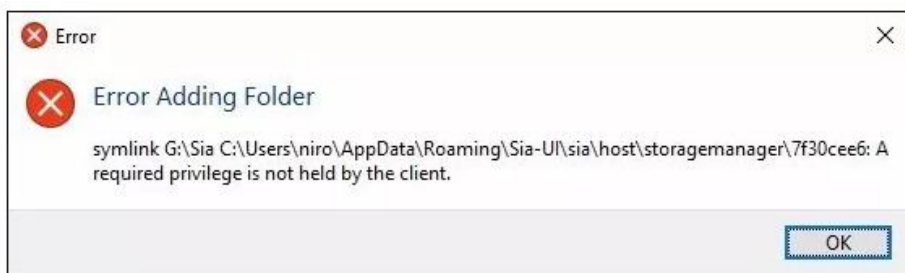 Error
Error Adding Folder
symlink G:\Sia C:\Users\niro\AppData\Roaming\Sia-UI\sia\host\storagemanager\7f30cee6: A
required privilege is not held by the client.
OK